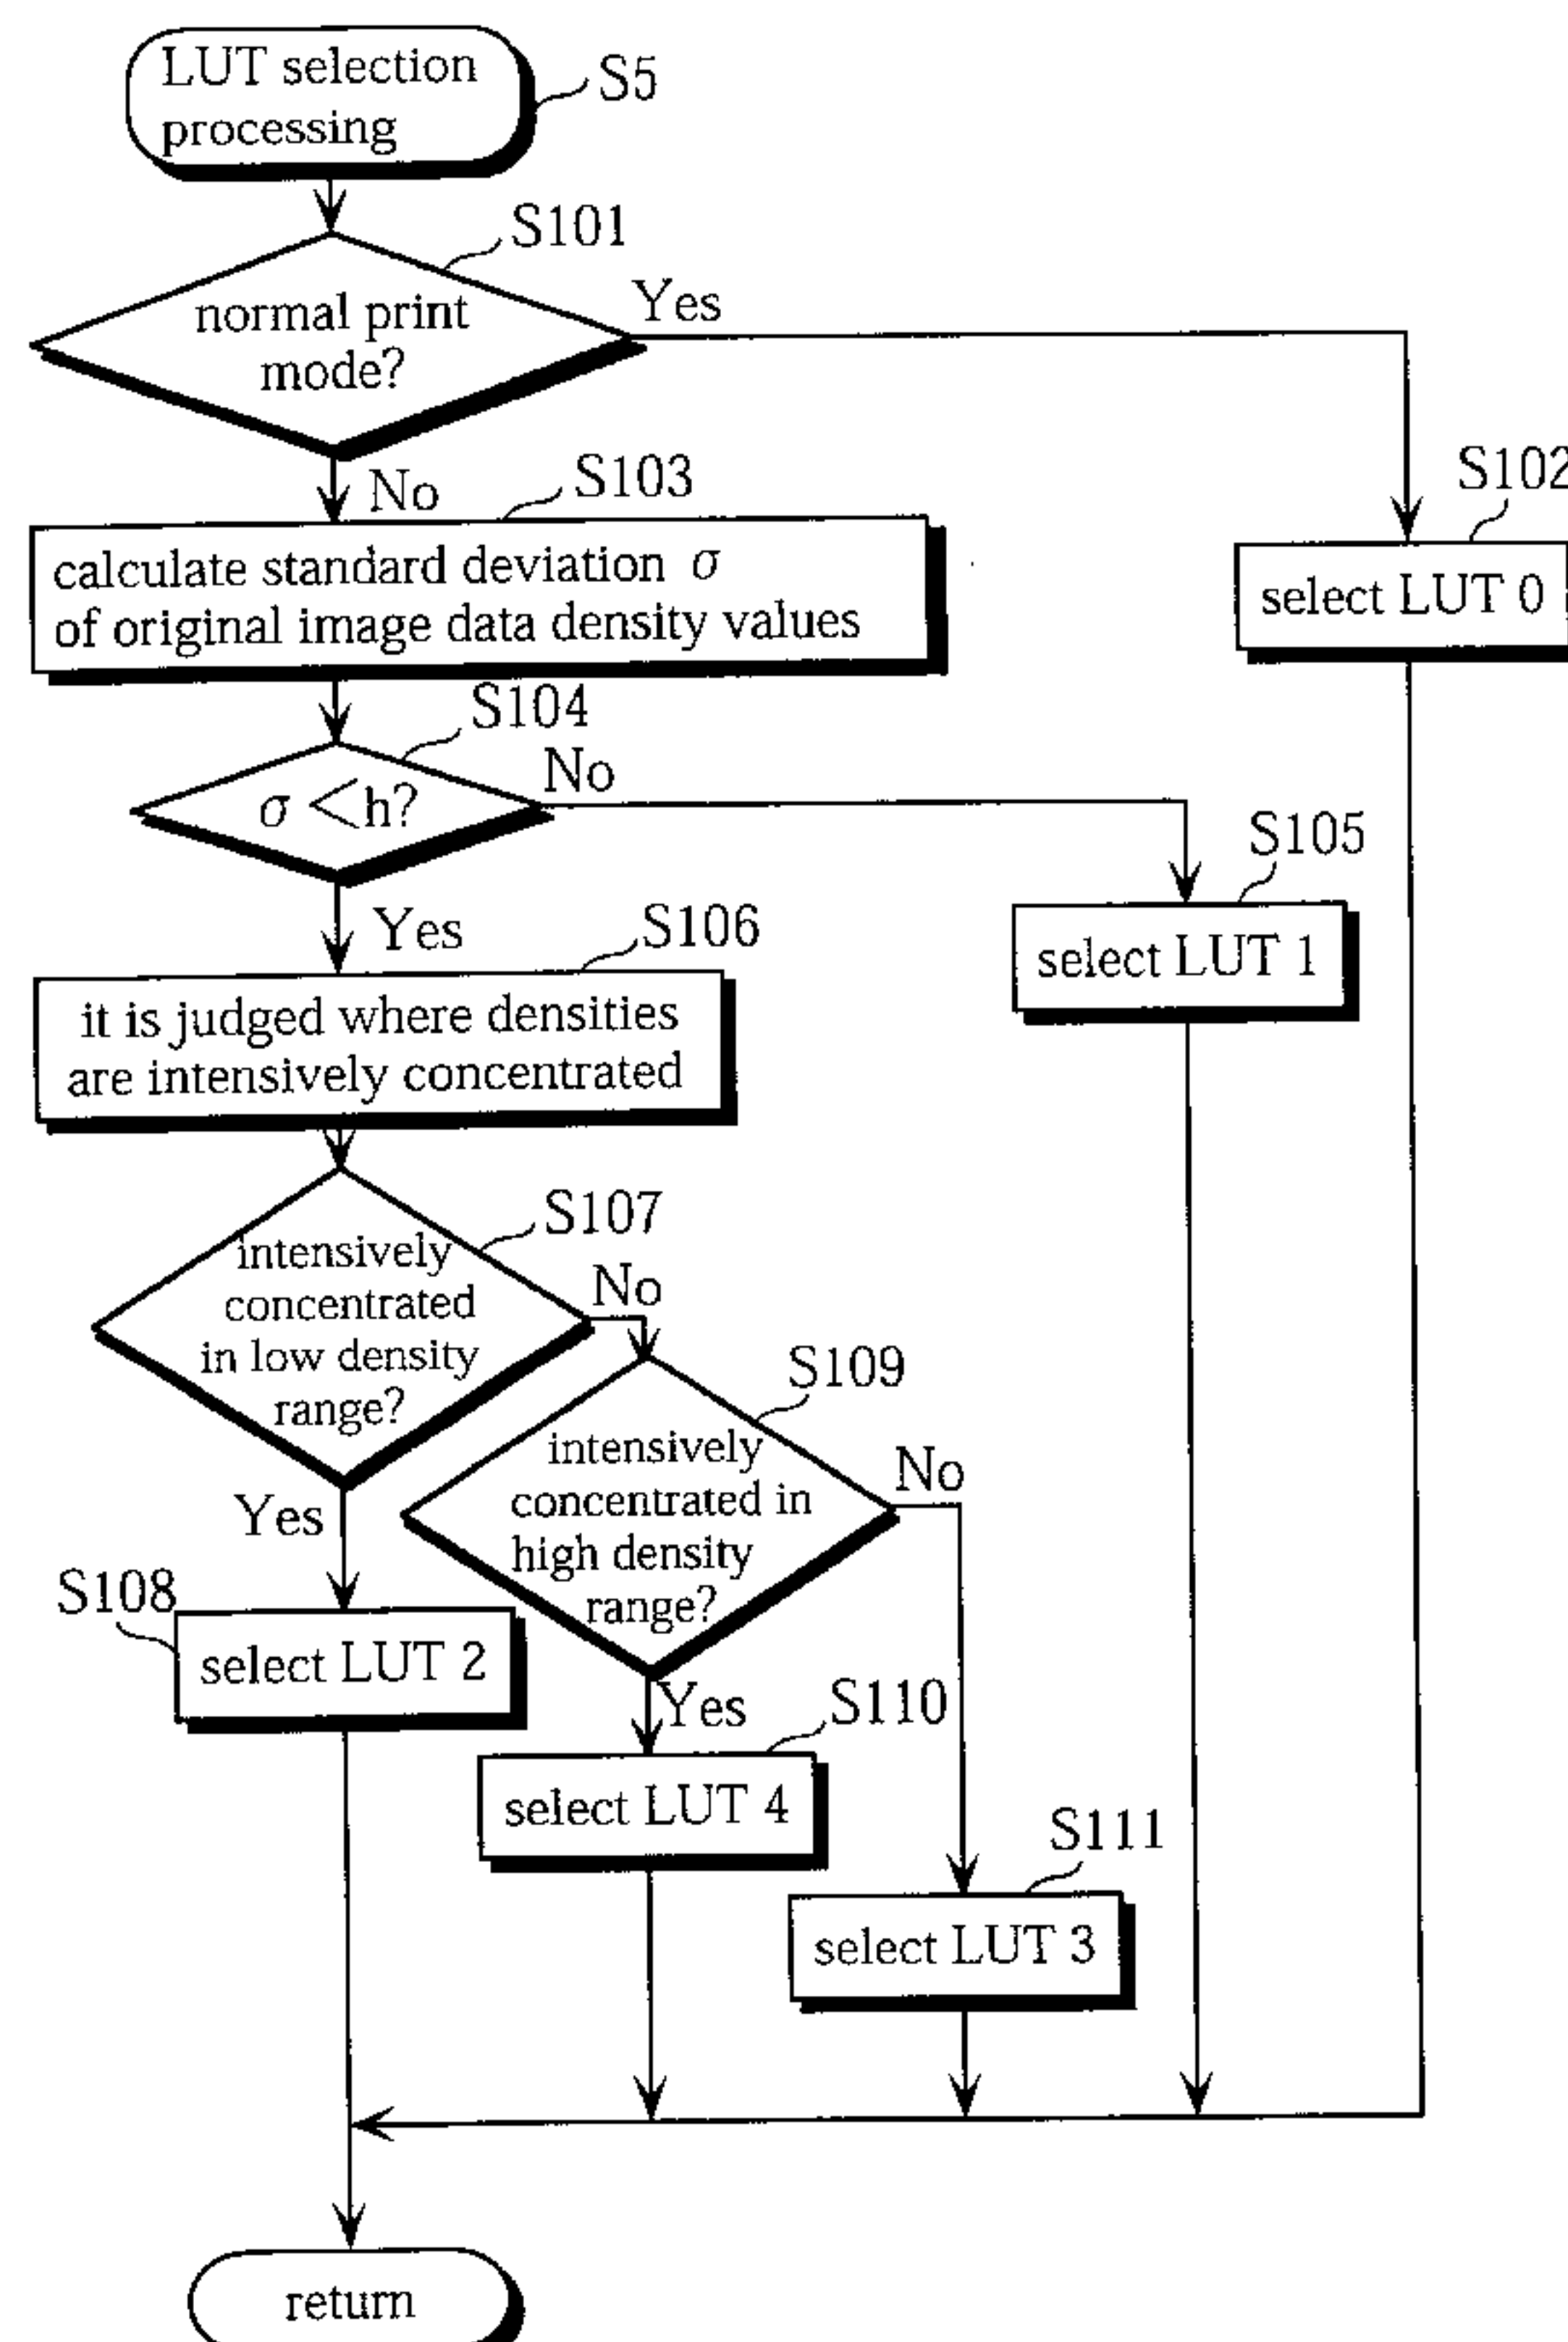 LUT selection
processing
S5
S101
normal print
mode?
Yes
No
S103
S102
calculate standard deviation σ
of original image data density values
select LUT 0
S104
σ <h?
No
S105
Yes
S106
select LUT 1
it is judged where densities
are intensively concentrated
S107
intensively
concentrated
in low density
range?
No
S109
intensively
concentrated in
high density
range?
No
Yes
S108
select LUT 2
Yes
S110
select LUT 4
S111
select LUT 3
return